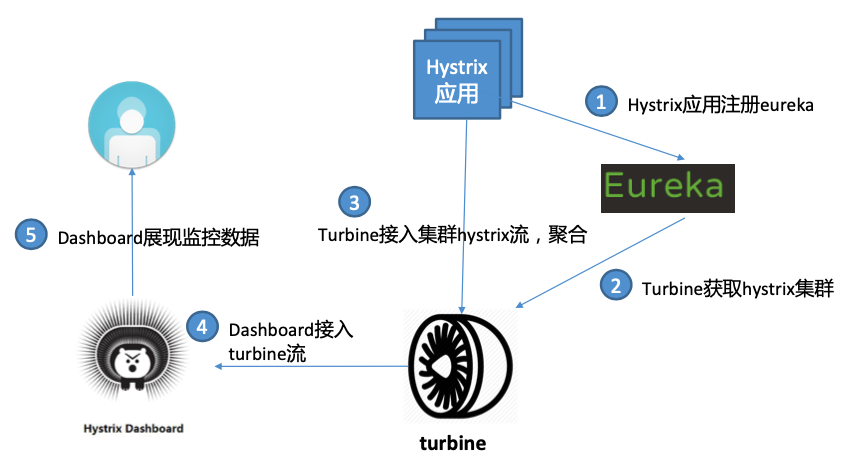 Hystrix
应用
1
Hystrix应用注册eureka
Eureka
3
Turbine接入集群hystrix流，聚合
2
Turbine获取hystrix集群
5
Dashboard展现监控数据
4
Dashboard接入
turbine流
Hystrix Dashboard
turbine